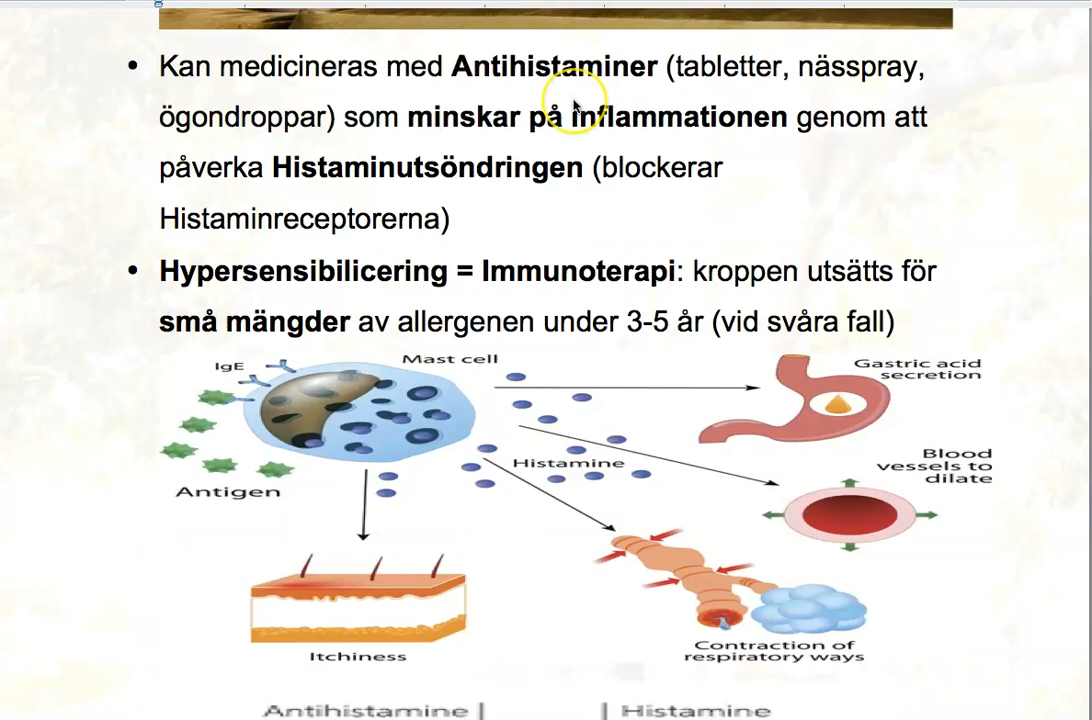 • Kan medicineras med Antihistaminer (tabletter, nässpray,
ögondroppar) som minskar på inflammationen genom att
påverka Histaminutsöndringen (blockerar
Histaminreceptorerna)
• Hypersensibilicering = Immunoterapi: kroppen utsätts för
små mängder av allergenen under 3-5 år (vid svåra fall)
IgE
Mast cell
Gastric acid
secretion
Histamine
Blood
vessels to
dilate
Antigen
Itchiness
Contraction of
respiratory ways
Antihistamine
Histamine